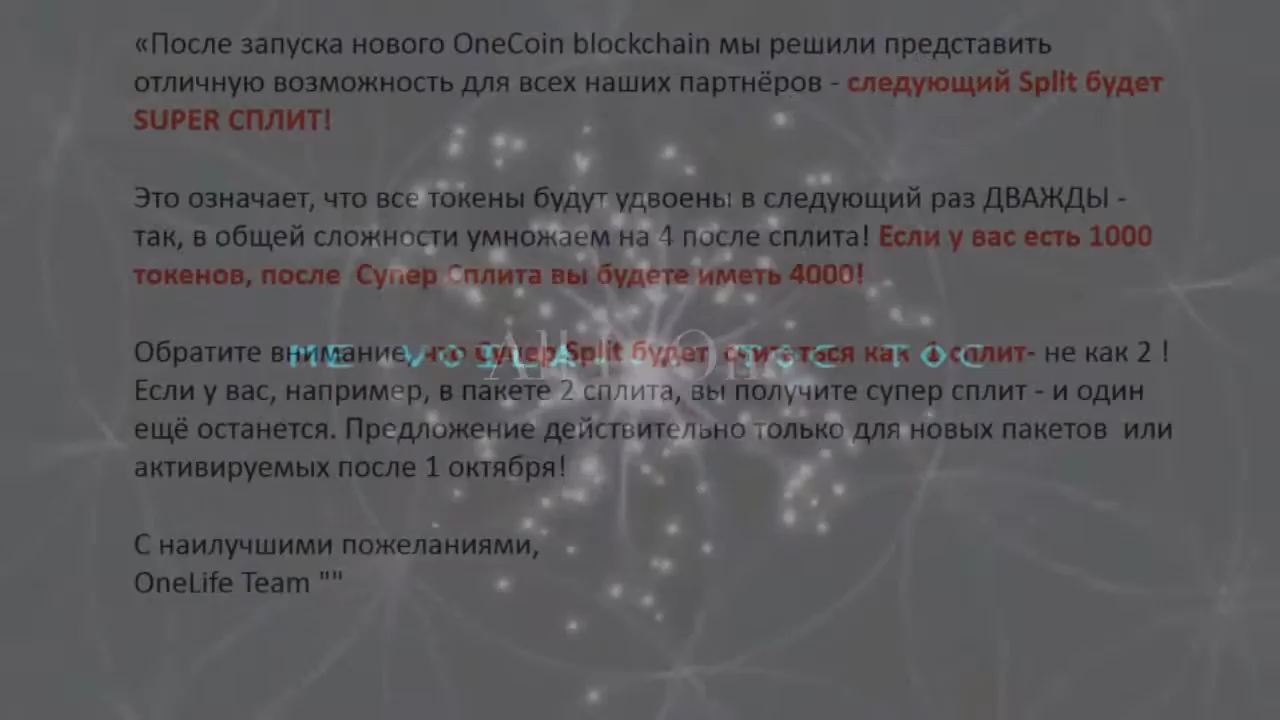 «После запуска нового OneCoin blockchain мы решили представить
отличную возможность для всех наших партнёров - следующий Split будет
SUPER СПЛИТ!
Это означает, что все токены будут удвоены в следующий раз ДВАЖДЫ -
так, в общей сложности умножаем на 4 после сплита! Если у вас есть 1000
токенов, после Супер Сплита вы будете иметь 4000!
Обратите внимание, что Супер Split будет считаться как 1 сплит- не как 2 !
Если у вас, например, в пакете 2 сплита, вы получите супер сплит - и один
ещё останется. Предложение действительно только для новых пакетов или
активируемых после 1 октября!
С наилучшими пожеланиями,
OneLife Team ""